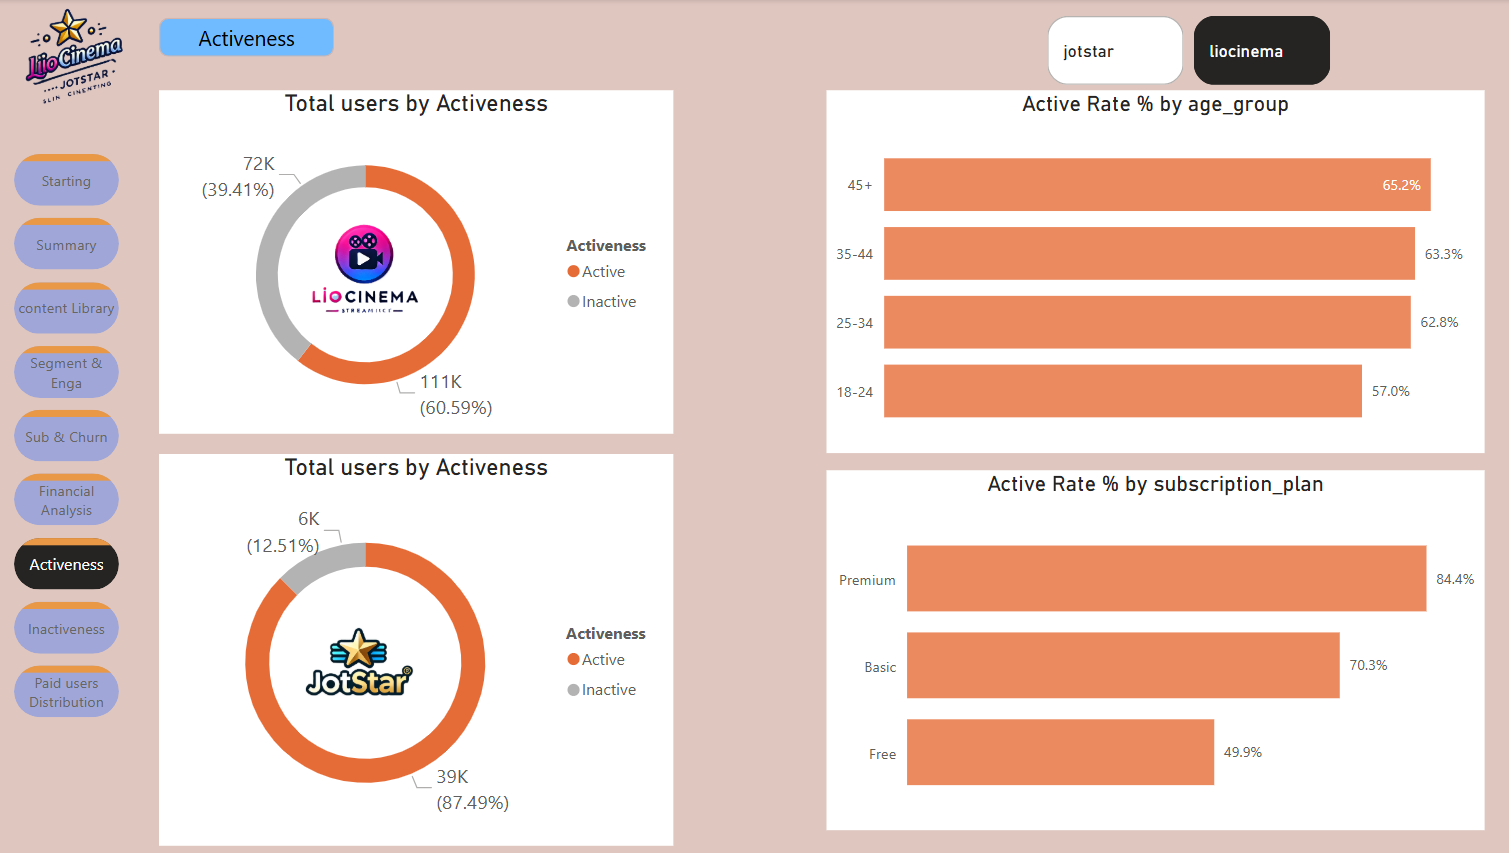 LioCinema
JOTSTAR
SLIN CINENTING
Activeness
jotstar
liocinema
Starting
Summary
content Library
Segment &
Enga
Sub & Churn
Financial
Analysis
Activeness
Inactiveness
Paid users
Distribution
Total users by Activeness
72K
(39.41%)
LiOCINEMA
111K
(60.59%)
Activeness
Active
Inactive
Total users by Activeness
6K
(12.51%)
JOTStar
39K
(87.49%)
Activeness
Active
Inactive
Active Rate % by age_group
45+
65.2%
35-44
63.3%
25-34
62.8%
18-24
57.0%
Active Rate % by subscription_plan
Premium
84.4%
Basic
70.3%
Free
49.9%